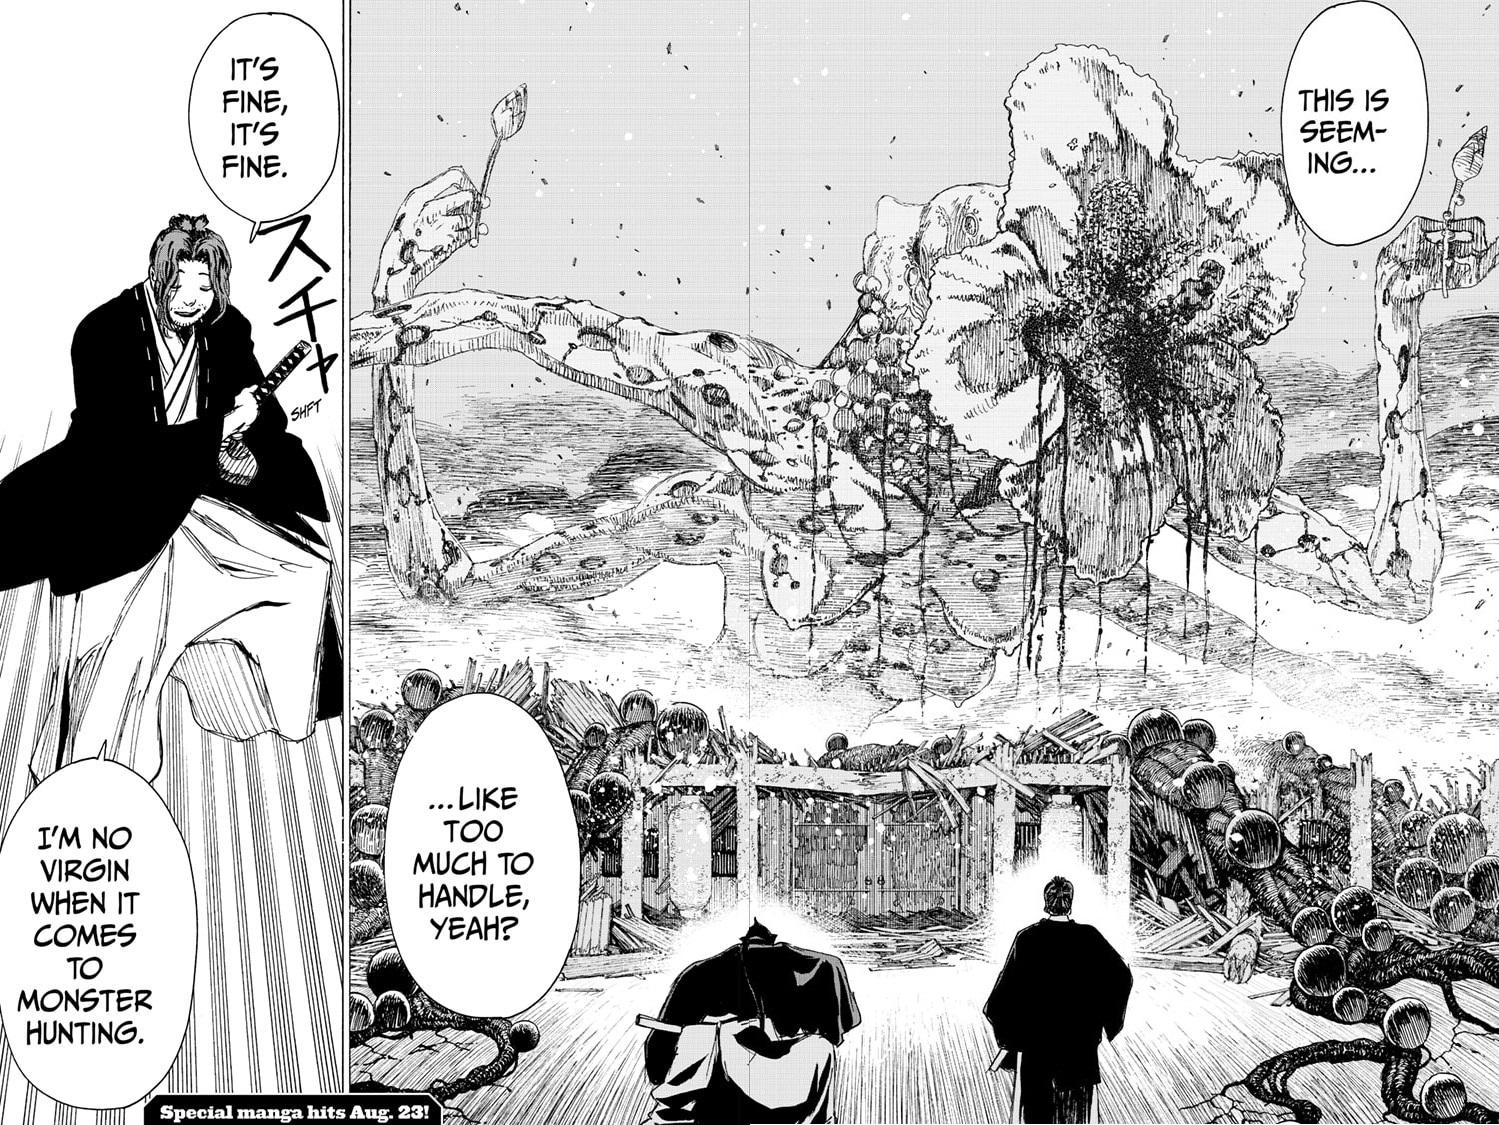 THIS IS
SEEM-
ING...
...LIKE
TOO
MUCH TO
HANDLE,
YEAH?
IT'S
FINE,
IT'S
FINE.
スチャ
SHFT
I'M NO
VIRGIN
WHEN IT
COMES
TO
MONSTER
HUNTING.
Special manga hits Aug. 23!